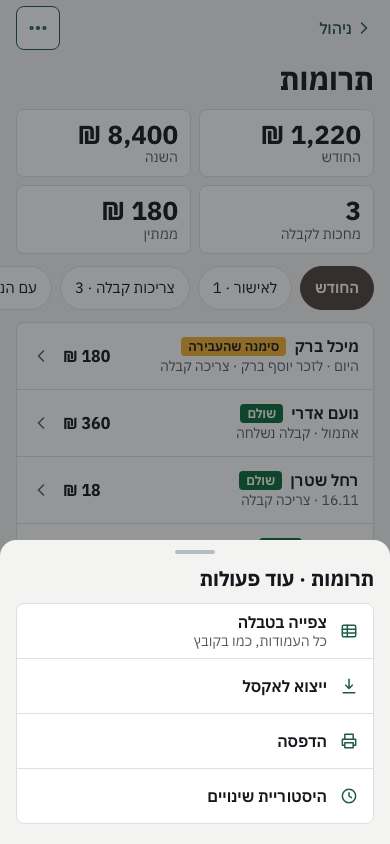 ניהול
תרומות
1,220 ₪
החודש
8,400 ₪
השנה
3
מחכות לקבלה
180 ₪
ממתין
החודש
לאישור · 1
צריכות קבלה · 3
מיכל ברק
סימנה שהעבירה
היום · לזכר יוסף ברק · צריכה קבלה
180 ₪
נועם אדרי
שולם
אתמול · קבלה נשלחה
360 ₪
רחל שטרן
שולם
16.11 · צריכה קבלה
18 ₪
תרומות · עוד פעולות
צפייה בטבלה
כל העמודות, כמו בקובץ
ייצוא לאקסל
הדפסה
היסטוריית שינויים